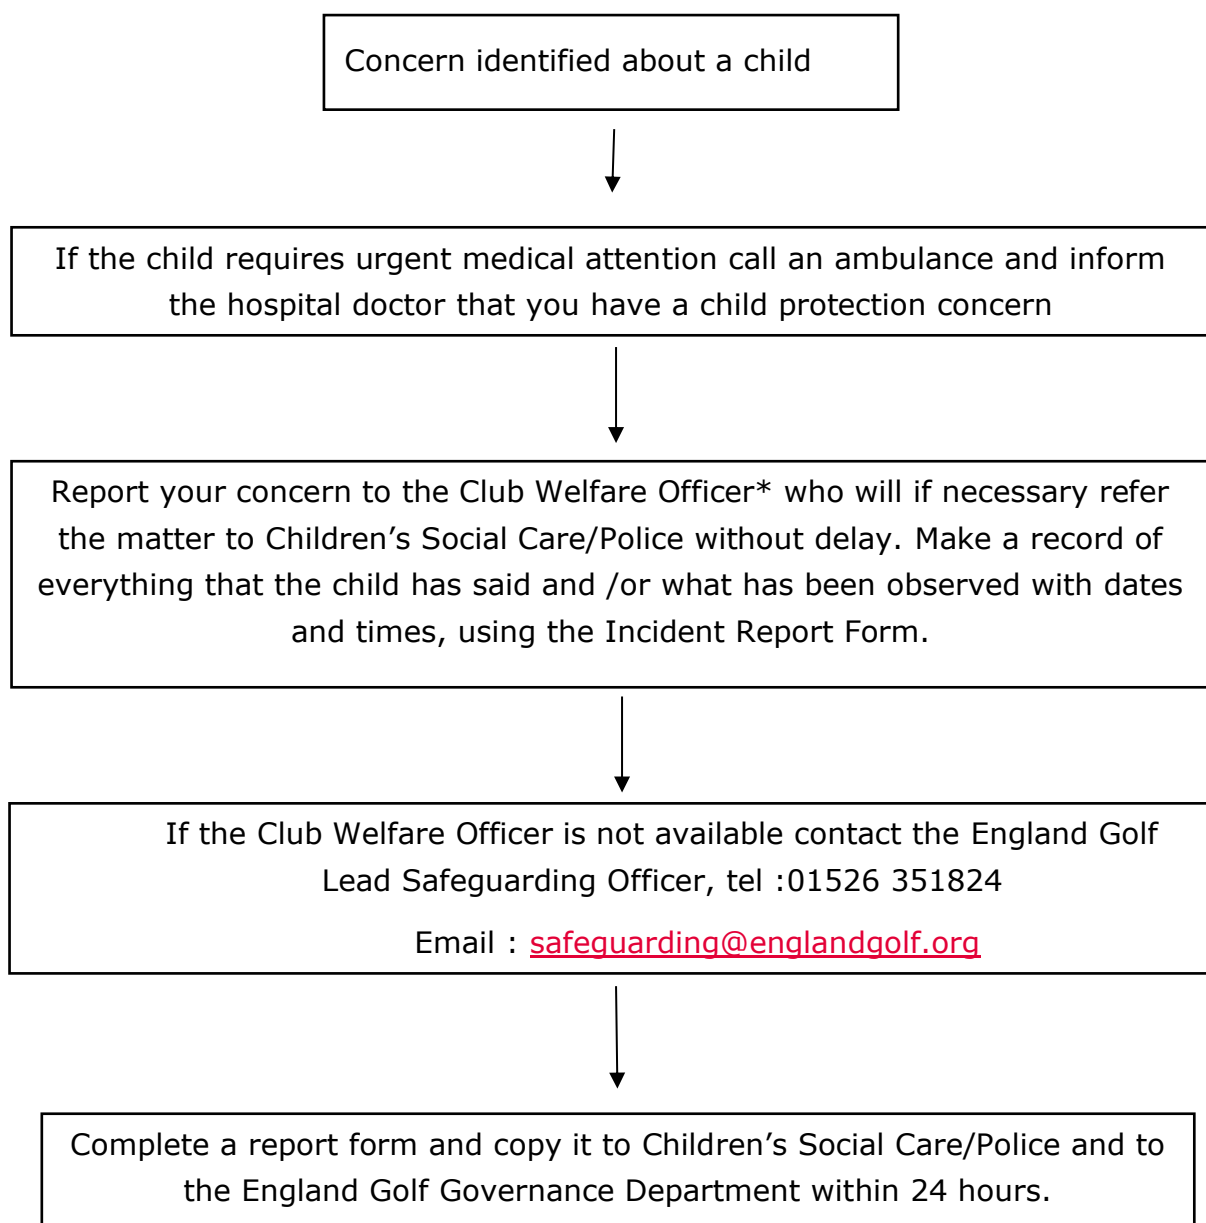 Concern identified about a child
If the child requires urgent medical attention call an ambulance and inform
the hospital doctor that you have a child protection concern
Report your concern to the Club Welfare Officer* who will if necessary refer
the matter to Children’s Social Care/Police without delay. Make a record of
everything that the child has said and /or what has been observed with dates
and times, using the Incident Report Form.
If the Club Welfare Officer is not available contact the England Golf
Lead Safeguarding Officer, tel :01526 351824
Email : safeguarding@englandgolf.org
Complete a report form and copy it to Children’s Social Care/Police and to
the England Golf Governance Department within 24 hours.